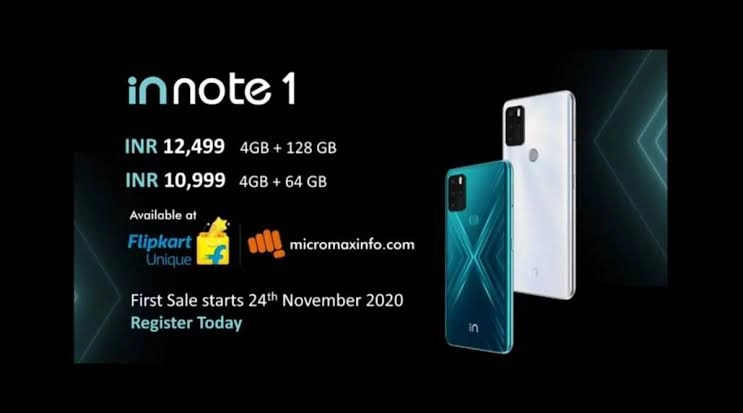 in note 1
INR 12,499 4GB + 128 GB
INR 10,999 4GB + 64 GB
Available at
Flipkart
Unique
micromaxinfo.com
First Sale starts 24th November 2020
Register Today
in